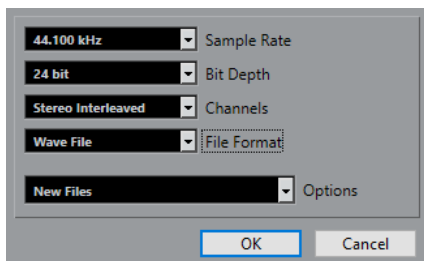 44.100 kHz Sample Rate
24 bit Bit Depth
Stereo Interleaved Channels
Wave File File Format
New Files Options
OK Cancel